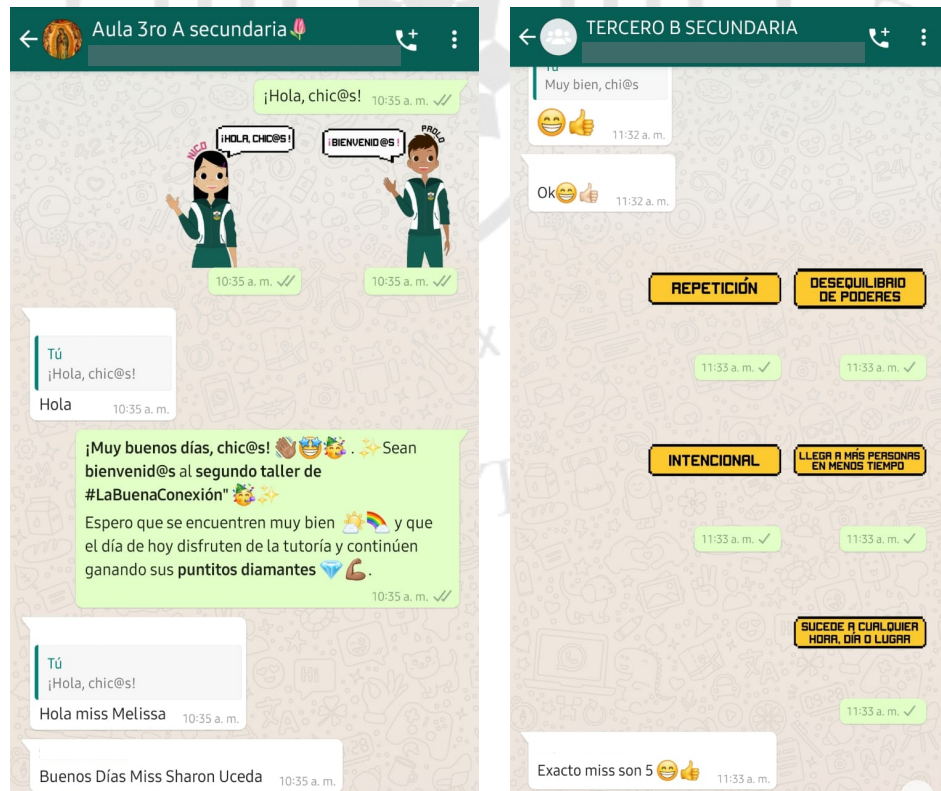 Aula 3ro A secundaria🌷
¡Hola, chic@s! 10:35 a. m.
NICO
¡HOLA, CHIC@S!
¡BIENVENID@S!
PAOLO
10:35 a. m.
10:35 a. m.
Tú
¡Hola, chic@s!
Hola 10:35 a. m.
¡Muy buenos días, chic@s! 👋🏽🤩🥳. ✨Sean
bienvenid@s al segundo taller de
#LaBuenaConexión" 🥳✨
Espero que se encuentren muy bien 🌤️🌈 y que
el día de hoy disfruten de la tutoría y continúen
ganando sus puntitos diamantes 💎💪🏽.
10:35 a. m.
Tú
¡Hola, chic@s!
Hola miss Melissa 10:35 a. m.
Buenos Días Miss Sharon Uceda 10:35 a. m.
TERCERO B SECUNDARIA
Tú
Muy bien, chi@s
😁👍 11:32 a. m.
Ok😁👍🏻 11:32 a. m.
REPETICIÓN
DESEQUILIBRIO
DE PODERES
11:33 a. m.
11:33 a. m.
INTENCIONAL
LLEGA A MÁS PERSONAS
EN MENOS TIEMPO
11:33 a. m.
11:33 a. m.
SUCEDE A CUALQUIER
HORA, DÍA O LUGAR
11:33 a. m.
Exacto miss son 5 😁👍 11:33 a. m.